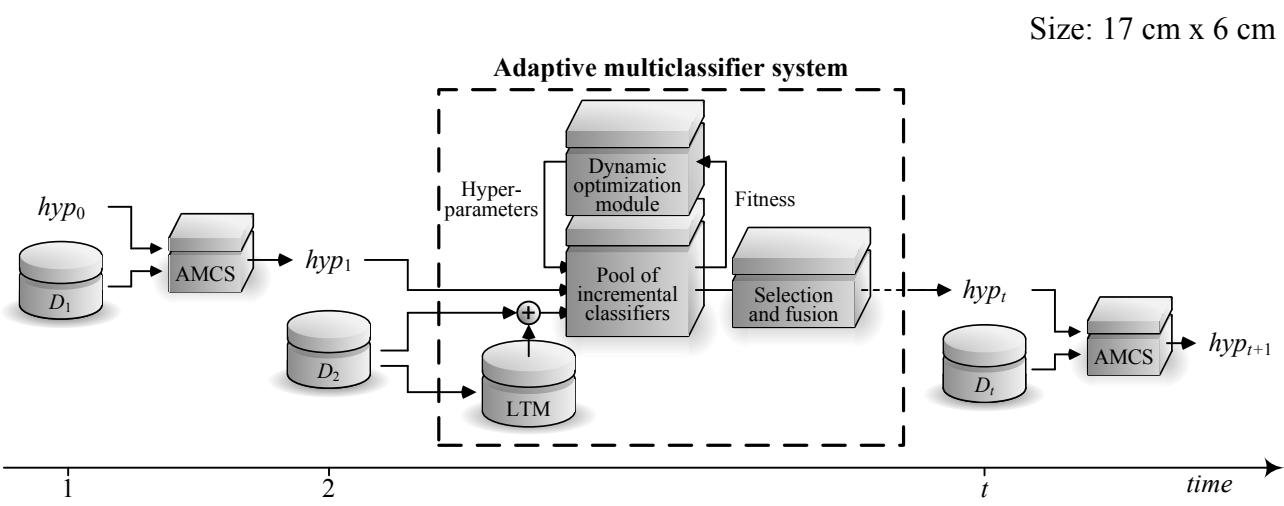 Size: 17 cm x 6 cm
Adaptive multiclassifier system
Dynamic
optimization
module
Hyper-
parameters
Fitness
hyp₀
AMCS
D₁
hyp₁
Pool of
incremental
classifiers
Selection
and fusion
+
D₂
LTM
hypₜ
AMCS
Dₜ
hypₜ₊₁
1
2
t
time